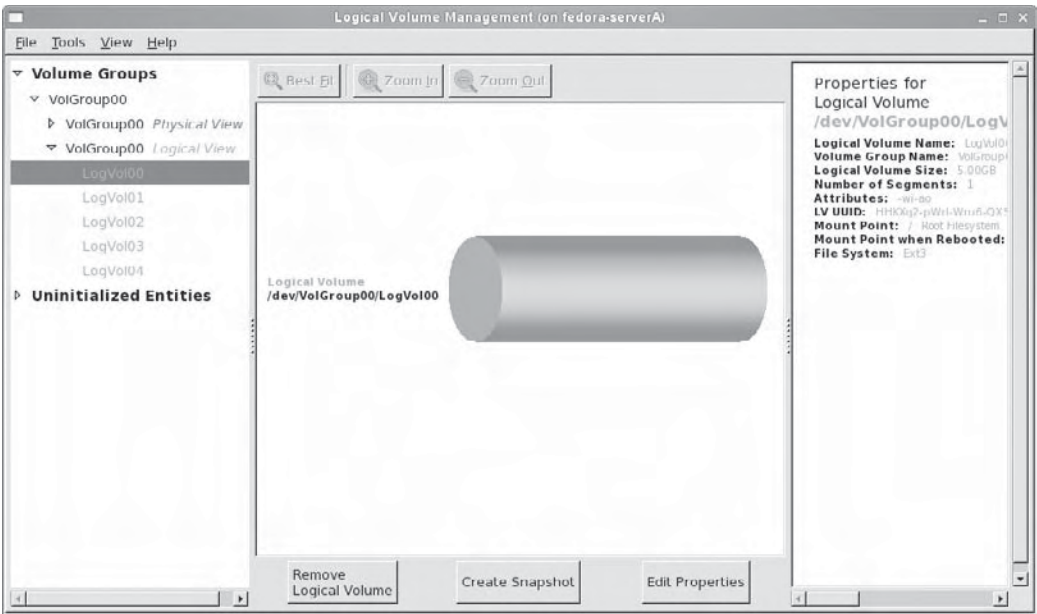 Logical Volume Management (on fedora-serverA)
File Tools View Help
Volume Groups
VolGroup00
VolGroup00 Physical View
VolGroup00 Logical View
LogVol00
LogVol01
LogVol02
LogVol03
LogVol04
Uninitialized Entities
Best Fit Zoom In Zoom Out
Logical Volume
/dev/VolGroup00/LogVol00
Remove
Logical Volume
Create Snapshot
Edit Properties
Properties for
Logical Volume
/dev/VolGroup00/LogV
Logical Volume Name: LogVol0
Volume Group Name: VolGroup
Logical Volume Size: 5.00GB
Number of Segments: 1
Attributes: -wi-ao
LV UUID:
Mount Point: / Root Filesystem
Mount Point when Rebooted:
File System: Ext3